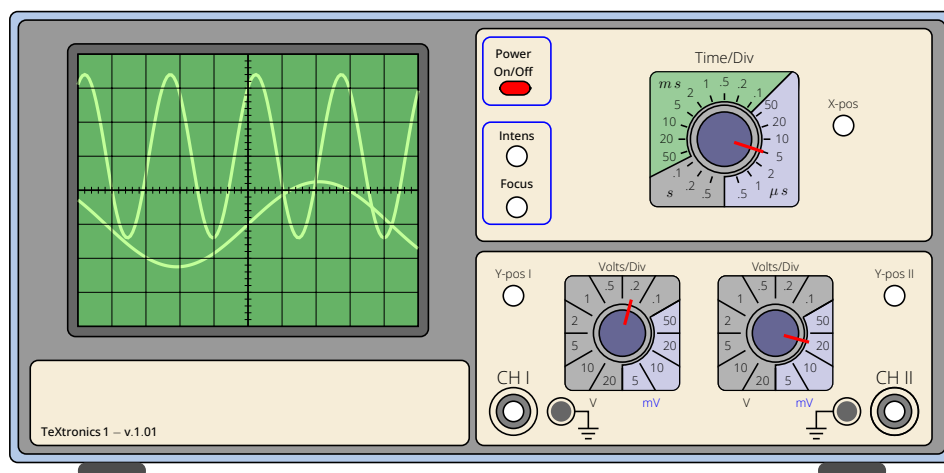 Power
On/Off
Intens
Focus
Time/Div
m s
50
20
10
5
2
1
.5
.2
.1
50
20
10
5
2
1
.5
μ s
.5
.2
.1
s
X-pos
Y-pos I
Volts/Div
20
10
5
2
1
.5
.2
.1
50
20
10
5
V
mV
CH I
Volts/Div
20
10
5
2
1
.5
.2
.1
50
20
10
5
V
mV
Y-pos II
CH II
TeXtronics 1 – v.1.01